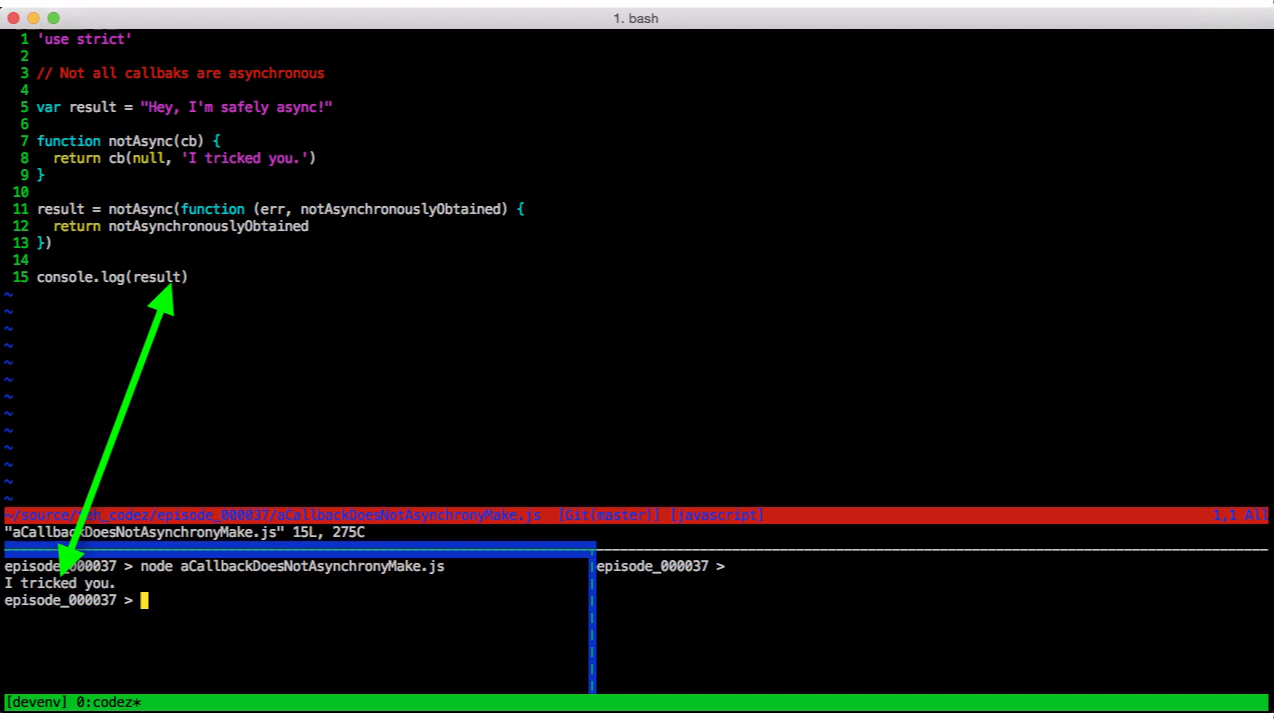 1. bash
1 'use strict'
2
3 // Not all callbaks are asynchronous
4
5 var result = "Hey, I'm safely async!"
6
7 function notAsync(cb) {
8   return cb(null, 'I tricked you.')
9 }
10
11 result = notAsync(function (err, notAsynchronouslyObtained) {
12   return notAsynchronouslyObtained
13 })
14
15 console.log(result)
~
~
~
~
~
~
~
~
~
~
~
~
~
~/source/teh_codez/episode_000037/aCallbackDoesNotAsynchronyMake.js  [Git(master)] [javascript] 1,1 All
"aCallbackDoesNotAsynchronyMake.js" 15L, 275C
episode_000037 > node aCallbackDoesNotAsynchronyMake.js
I tricked you.
episode_000037 >
episode_000037 >
[devenv] 0:codez*